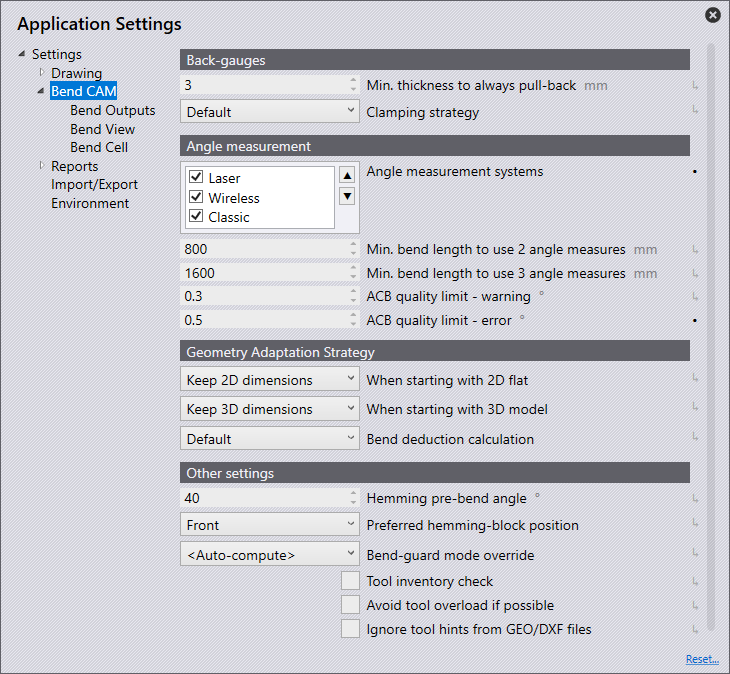 Application Settings
Settings
Drawing
Bend CAM
Bend Outputs
Bend View
Bend Cell
Reports
Import/Export
Environment
Back-gauges
3 Min. thickness to always pull-back mm
Default Clamping strategy
Angle measurement
Laser
Wireless
Classic
Angle measurement systems
800 Min. bend length to use 2 angle measures mm
1600 Min. bend length to use 3 angle measures mm
0.3 ACB quality limit - warning °
0.5 ACB quality limit - error °
Geometry Adaptation Strategy
Keep 2D dimensions When starting with 2D flat
Keep 3D dimensions When starting with 3D model
Default Bend deduction calculation
Other settings
40 Hemming pre-bend angle °
Front Preferred hemming-block position
<Auto-compute> Bend-guard mode override
Tool inventory check
Avoid tool overload if possible
Ignore tool hints from GEO/DXF files
Reset...